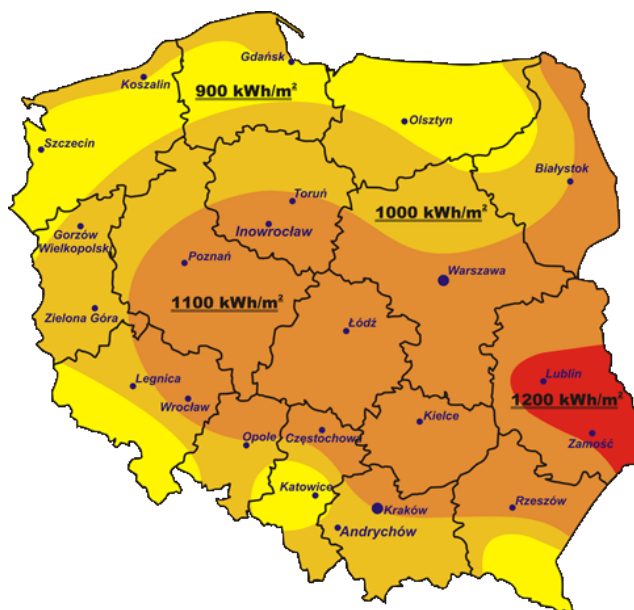 Gdańsk
Koszalin
900 kWh/m²
Olsztyn
Szczecin
Białystok
Toruń
1000 kWh/m²
Inowrocław
Gorzów
Wielkopolski
Poznań
Warszawa
1100 kWh/m²
Zielona Góra
Łódź
Legnica
Lublin
Wrocław
1200 kWh/m²
Kielce
Opole
Częstochowa
Zamość
Katowice
Kraków
Rzeszów
Andrychów